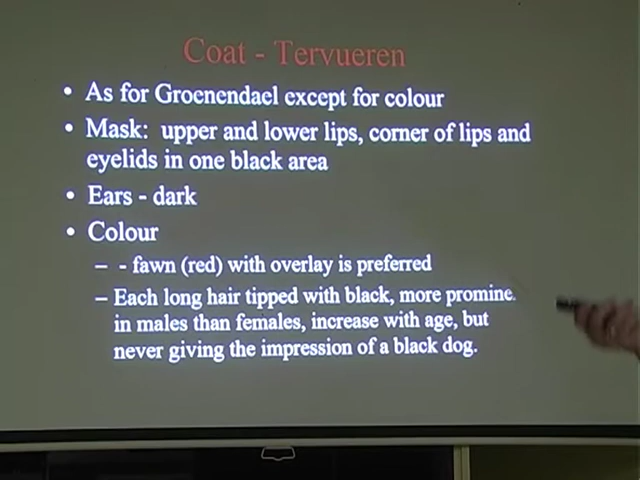 Coat - Tervueren
• As for Groenendael except for colour
• Mask: upper and lower lips, corner of lips and
eyelids in one black area
• Ears - dark
• Colour
– - fawn (red) with overlay is preferred
– Each long hair tipped with black, more promine
in males than females, increase with age, but
never giving the impression of a black dog.